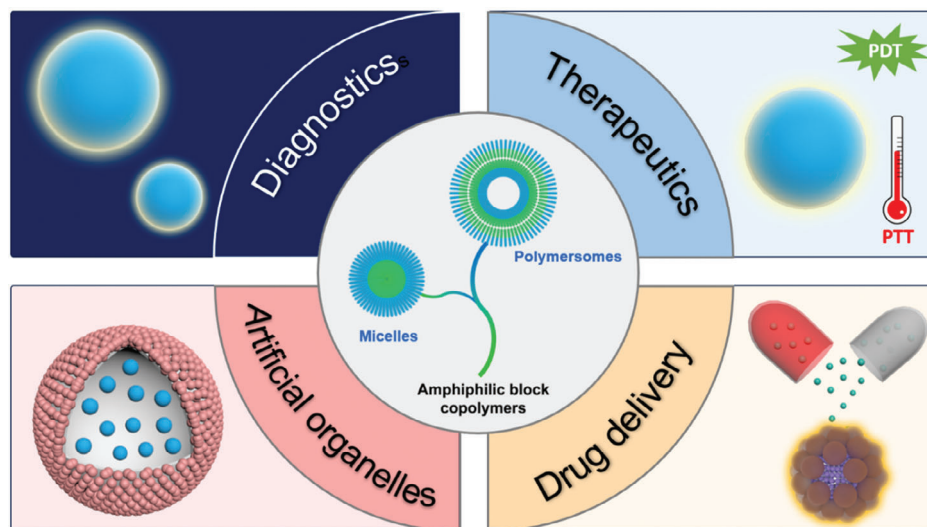 Diagnosticss
Therapeutics
PDT
PTT
Polymersomes
Micelles
Amphiphilic block
copolymers
Artificial organelles
Drug delivery